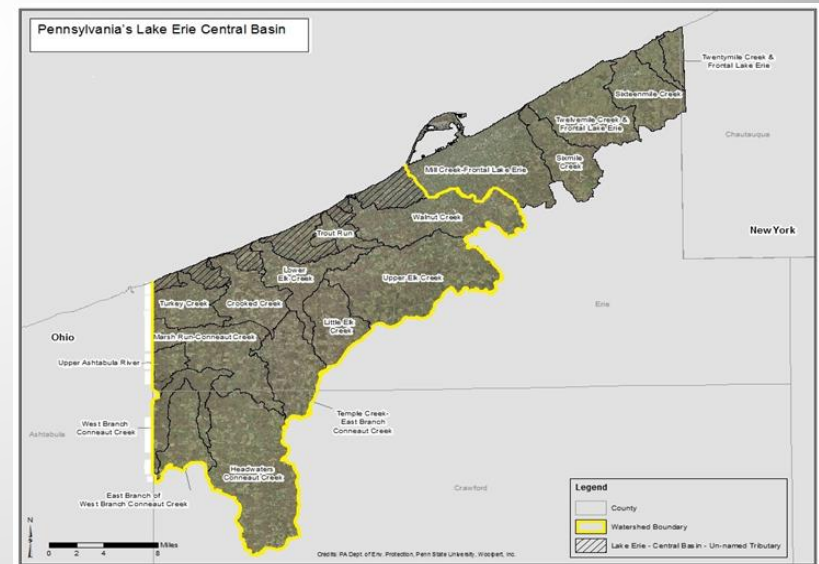 Pennsylvania's Lake Erie Central Basin
Twentymile Creek &
Frontal Lake Erie
Sixteenmile Creek
Twelvemile Creek &
Frontal Lake Erie
Chautauque
Sixmile
Creek
Mill Creek-Frontal Lake Erie
Walnut Creek
New York
Trout Run
Lower
Elk Creek
Upper Elk Creek
Erie
Turkey Creek
Crooked Creek
Little Elk
Creek
Ohio
Marsh Run-Conneaut Creek
Upper Ashtabula River
Temple Creek-
East Branch
Conneaut Creek
West Branch
Conneaut Creek
Ashtabula
Headwaters
Conneaut Creek
East Branch of
West Branch Conneaut Creek
Crawford
Legend
County
Watershed Boundary
Lake Erie - Central Basin - Un-named Tributary
N
0 2 4 8 Miles
Credits: PA Dept. of Env. Protection, Penn State University, Woolpert, Inc.